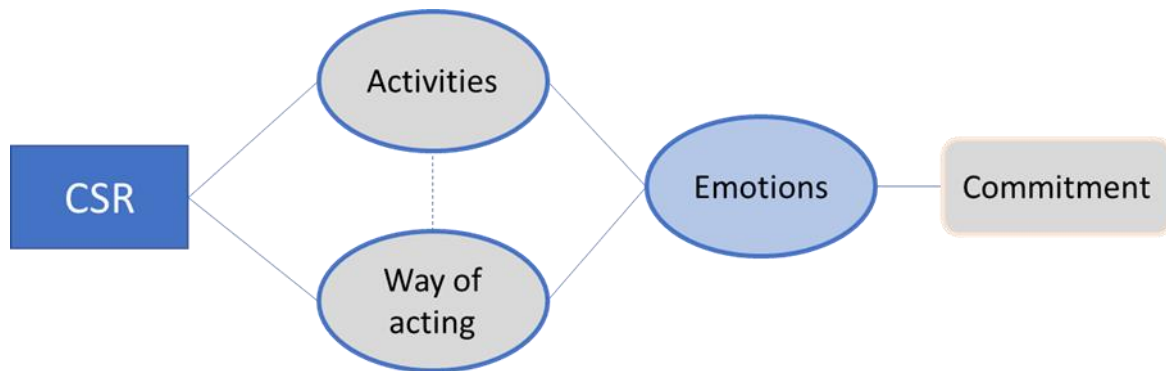 Activities
CSR
Emotions
Commitment
Way of
acting